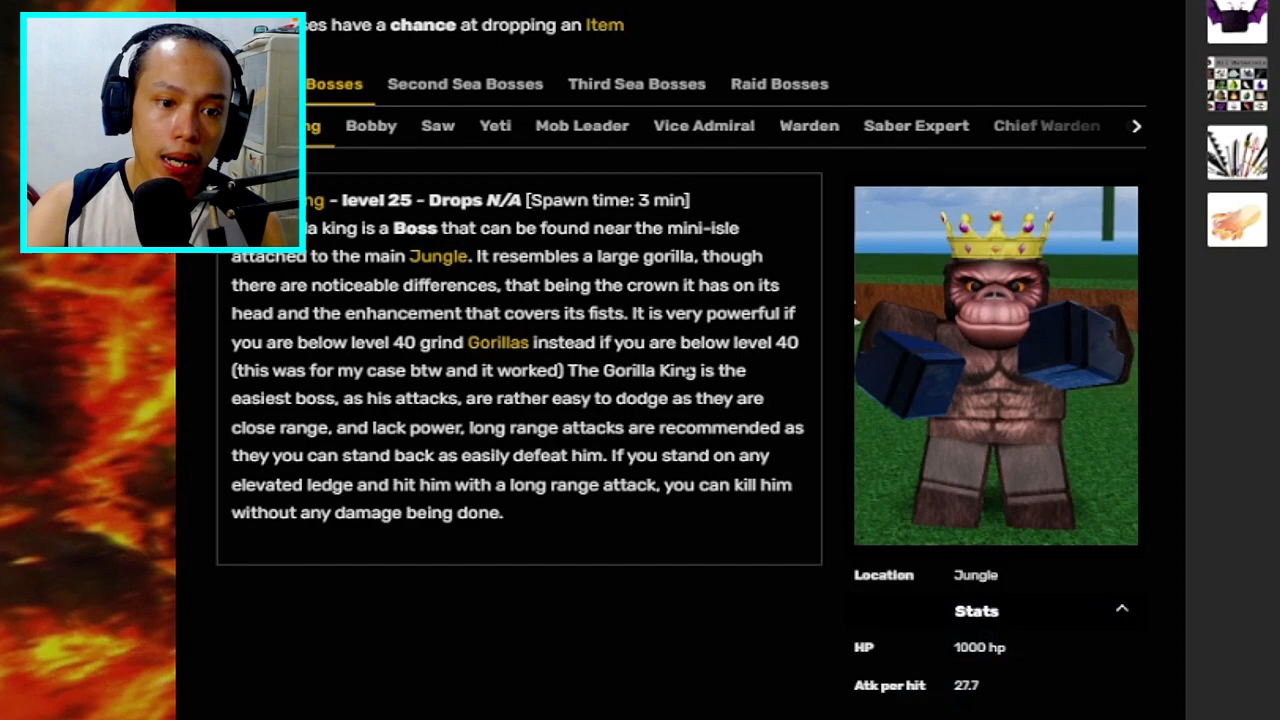 es have a chance at dropping an Item
Bosses Second Sea Bosses Third Sea Bosses Raid Bosses
ng Bobby Saw Yeti Mob Leader Vice Admiral Warden Saber Expert Chief Warden
ng - level 25 - Drops N/A [Spawn time: 3 min]
la king is a Boss that can be found near the mini-isle
attached to the main Jungle. It resembles a large gorilla, though
there are noticeable differences, that being the crown it has on its
head and the enhancement that covers its fists. It is very powerful if
you are below level 40 grind Gorillas instead if you are below level 40
(this was for my case btw and it worked) The Gorilla King is the
easiest boss, as his attacks, are rather easy to dodge as they are
close range, and lack power, long range attacks are recommended as
they you can stand back as easily defeat him. If you stand on any
elevated ledge and hit him with a long range attack, you can kill him
without any damage being done.
Location Jungle
Stats
HP 1000 hp
Atk per hit 27.7